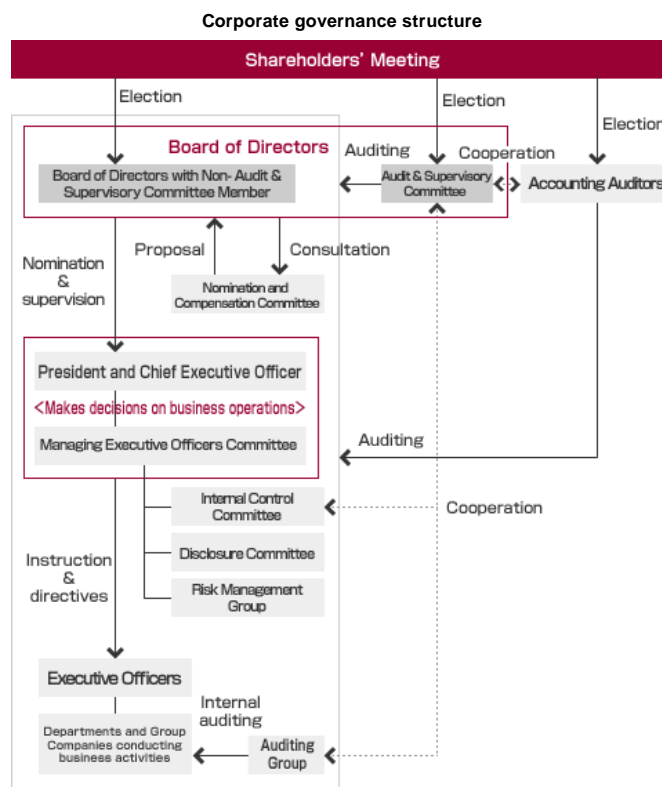 Corporate governance structure
Shareholders' Meeting
Election
Election
Election
Board of Directors
Auditing
Cooperation
Board of Directors with Non- Audit &
Supervisory Committee Member
Audit & Supervisory
Committee
Accounting Auditors
Proposal
Consultation
Nomination
&
supervision
Nomination and
Compensation Committee
President and Chief Executive Officer
<Makes decisions on business operations>
Managing Executive Officers Committee
Auditing
Internal Control
Committee
Cooperation
Disclosure Committee
Instruction
&
directives
Risk Management
Group
Executive Officers
Internal
auditing
Departments and Group
Companies conducting
business activities
Auditing
Group